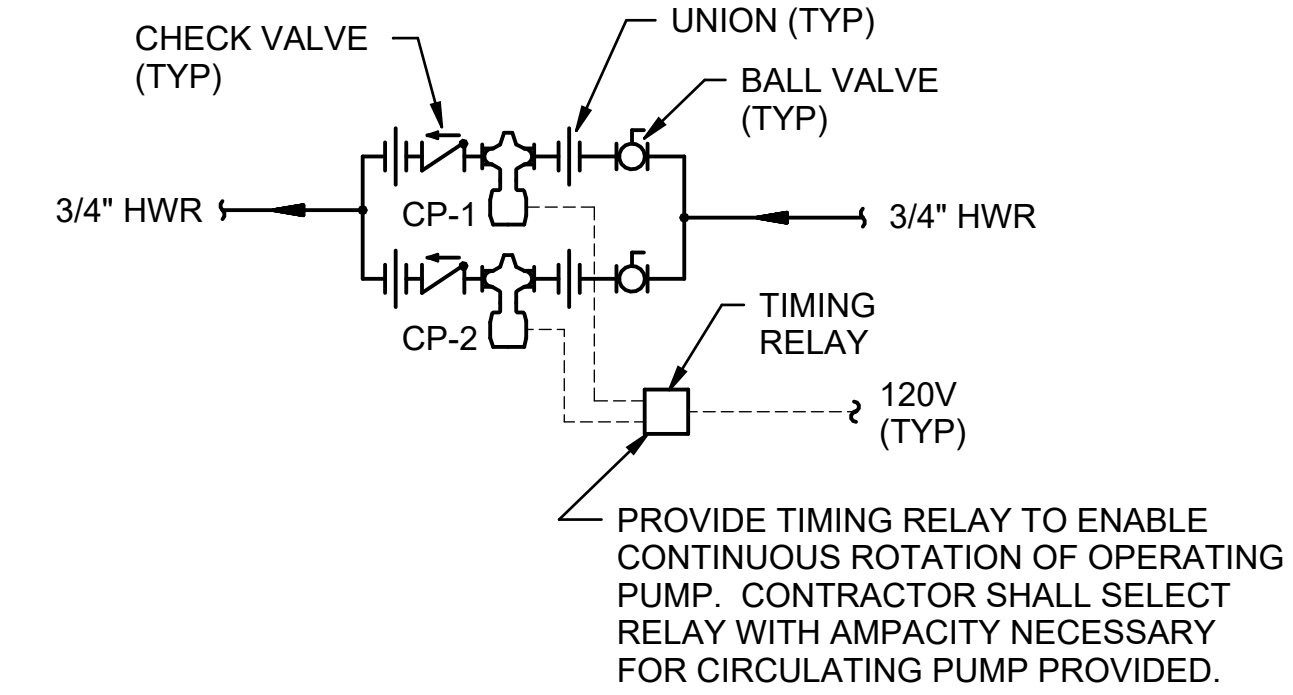 UNION (TYP)
CHECK VALVE
(TYP)
BALL VALVE
(TYP)
3/4" HWR
CP-1
3/4" HWR
CP-2
TIMING
RELAY
120V
(TYP)
PROVIDE TIMING RELAY TO ENABLE
CONTINUOUS ROTATION OF OPERATING
PUMP.  CONTRACTOR SHALL SELECT
RELAY WITH AMPACITY NECESSARY
FOR CIRCULATING PUMP PROVIDED.